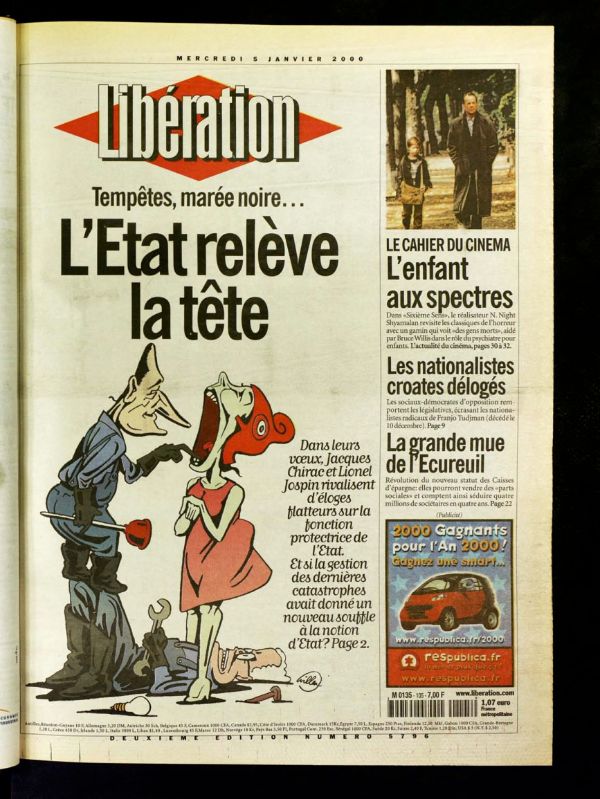 MERCREDI 5 JANVIER 2000
Libération
Tempêtes, marée noire...
L'Etat relève
la tête
Dans leurs
vœux, Jacques
Chirac et Lionel
Jospin rivalisent
d'éloges
flatteurs sur la
fonction
protectrice de
l'Etat.
Et si la gestion
des dernières
catastrophes
avait donné un
nouveau souffle
à la notion
d'Etat? Page 2.
LE CAHIER DU CINEMA
L'enfant
aux spectres
Dans «Sixième Sens», le réalisateur N. Night
Shyamalan revisite les classiques de l'horreur
avec un gamin qui voit «des gens morts», aidé
par Bruce Willis dans le rôle du psychiatre pour
enfants. L'actualité du cinéma, pages 30 à 32.
Les nationalistes
croates délogés
Les sociaux-démocrates d'opposition rem-
portent les législatives, écrasant les nationa-
listes radicaux de Franjo Tudjman (décédé le
10 décembre). Page 9
La grande mue
de l'Ecureuil
Révolution du nouveau statut des Caisses
d'épargne: elles pourront vendre des «parts
sociales» et comptent ainsi séduire quatre
millions de sociétaires en quatre ans. Page 22
(Publicité)
2000 Gagnants
pour l'An 2000!
Gagnez une smart...
www.respublica.fr/2000
respublica.fr
www.respublica.fr
M 0135 - 105 - 7,00 F
www.liberation.com
1,07 euro
France
métropolitaine
DEUXIEME EDITION NUMERO 5796